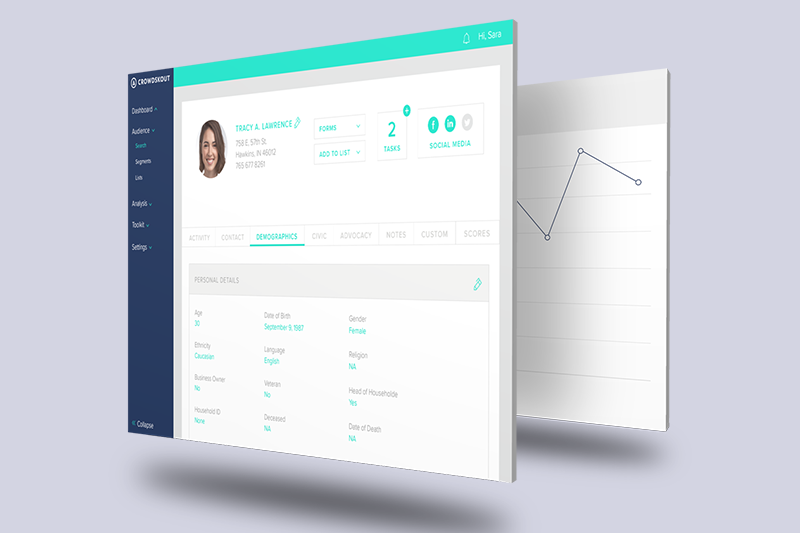 CROWDSKOUT
Hi, Sara
Dashboard
Audience
Search
Segments
Lists
Analysis
Toolkit
Settings
Collapse
TRACY A. LAWRENCE
758 E. 57th St.
Hawkins, IN 46012
765 677 8261
FORMS
ADD TO LIST
2
TASKS
SOCIAL MEDIA
ACTIVITY CONTACT DEMOGRAPHICS CIVIC ADVOCACY NOTES CUSTOM SCORES
PERSONAL DETAILS
Age
30
Date of Birth
September 9, 1987
Gender
Female
Ethnicity
Caucasian
Language
English
Religion
NA
Business Owner
No
Veteran
No
Head of Householde
Yes
Household ID
None
Deceased
NA
Date of Death
NA